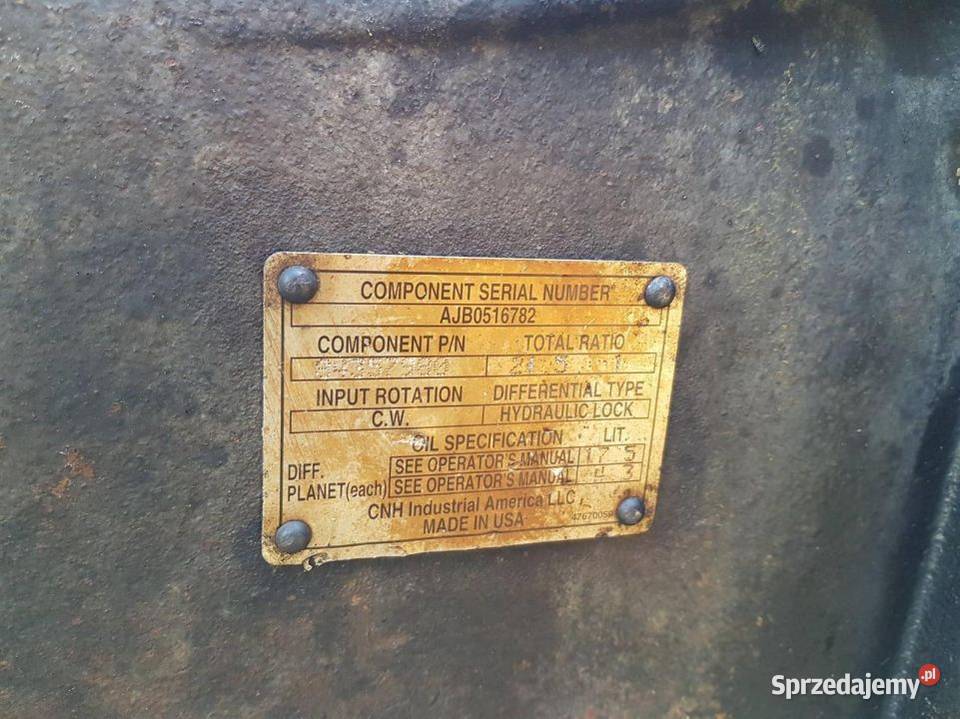 COMPONENT SERIAL NUMBER
AJB0516782
COMPONENT P/N TOTAL RATIO
INPUT ROTATION DIFFERENTIAL TYPE
C.W. HYDRAULIC LOCK
OIL SPECIFICATION LIT.
DIFF. SEE OPERATOR'S MANUAL
PLANET(each) SEE OPERATOR'S MANUAL
CNH Industrial America LLC
MADE IN USA
Sprzedajemy.pl